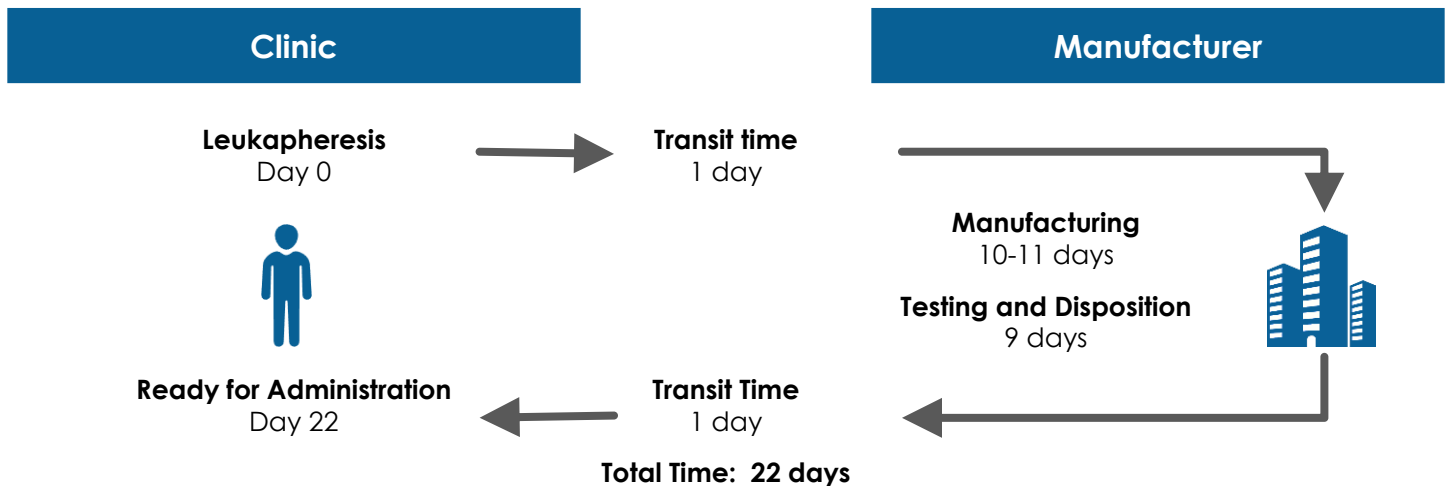 Clinic
Manufacturer
Leukapheresis
Day 0
Transit time
1 day
Manufacturing
10-11 days
Testing and Disposition
9 days
Ready for Administration
Day 22
Transit Time
1 day
Total Time: 22 days